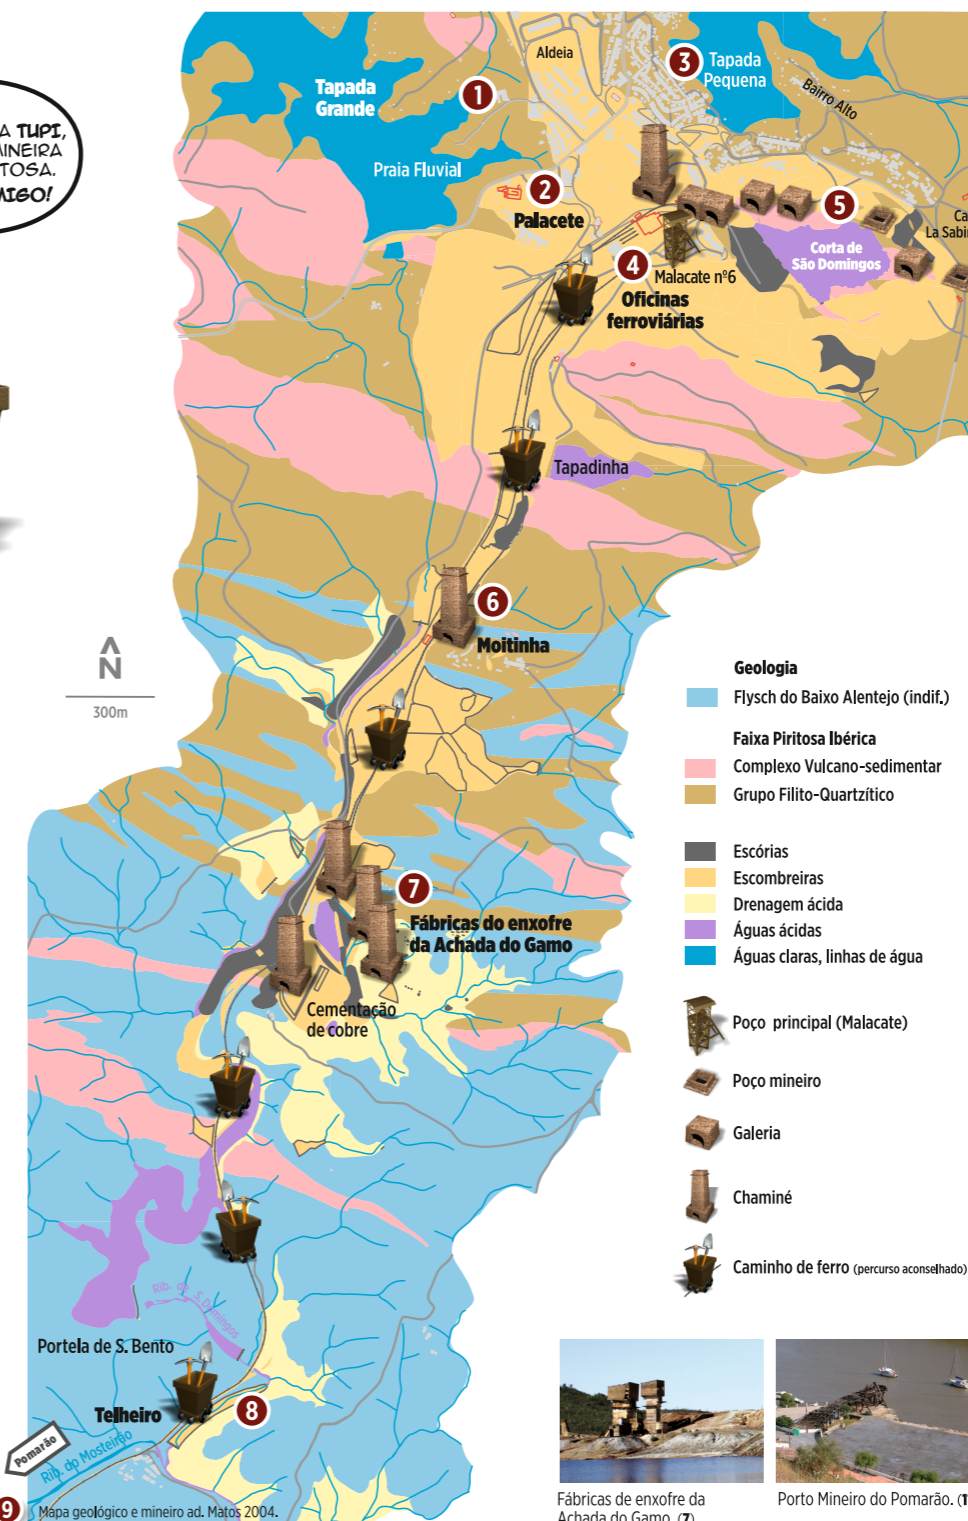 A TUPI,
MINEIRA
TOSA.
MIGO!
Aldeia
3
Tapada
Pequena
Bairro Alto
Tapada
Grande
1
Praia Fluvial
2
Palacete
5
Corta de
São Domingos
La Sabin
4
Malacate nº6
Oficinas
ferroviárias
Tapadinha
6
Moitinha
N
300m
7
Fábricas do enxofre
da Achada do Gamo
Cementação
de cobre
Rib. de S. Domingos
Portela de S. Bento
Telheiro
8
Pomarão
Rib. do Mosteirão
9
Mapa geológico e mineiro ad. Matos 2004.
Geologia
Flysch do Baixo Alentejo (indif.)
Faixa Piritosa Ibérica
Complexo Vulcano-sedimentar
Grupo Filito-Quartzítico
Escórias
Escombreiras
Drenagem ácida
Águas ácidas
Águas claras, linhas de água
Poço principal (Malacate)
Poço mineiro
Galeria
Chaminé
Caminho de ferro (percurso aconselhado)
Fábricas de enxofre da
Achada do Gamo. (7)
Porto Mineiro do Pomarão.